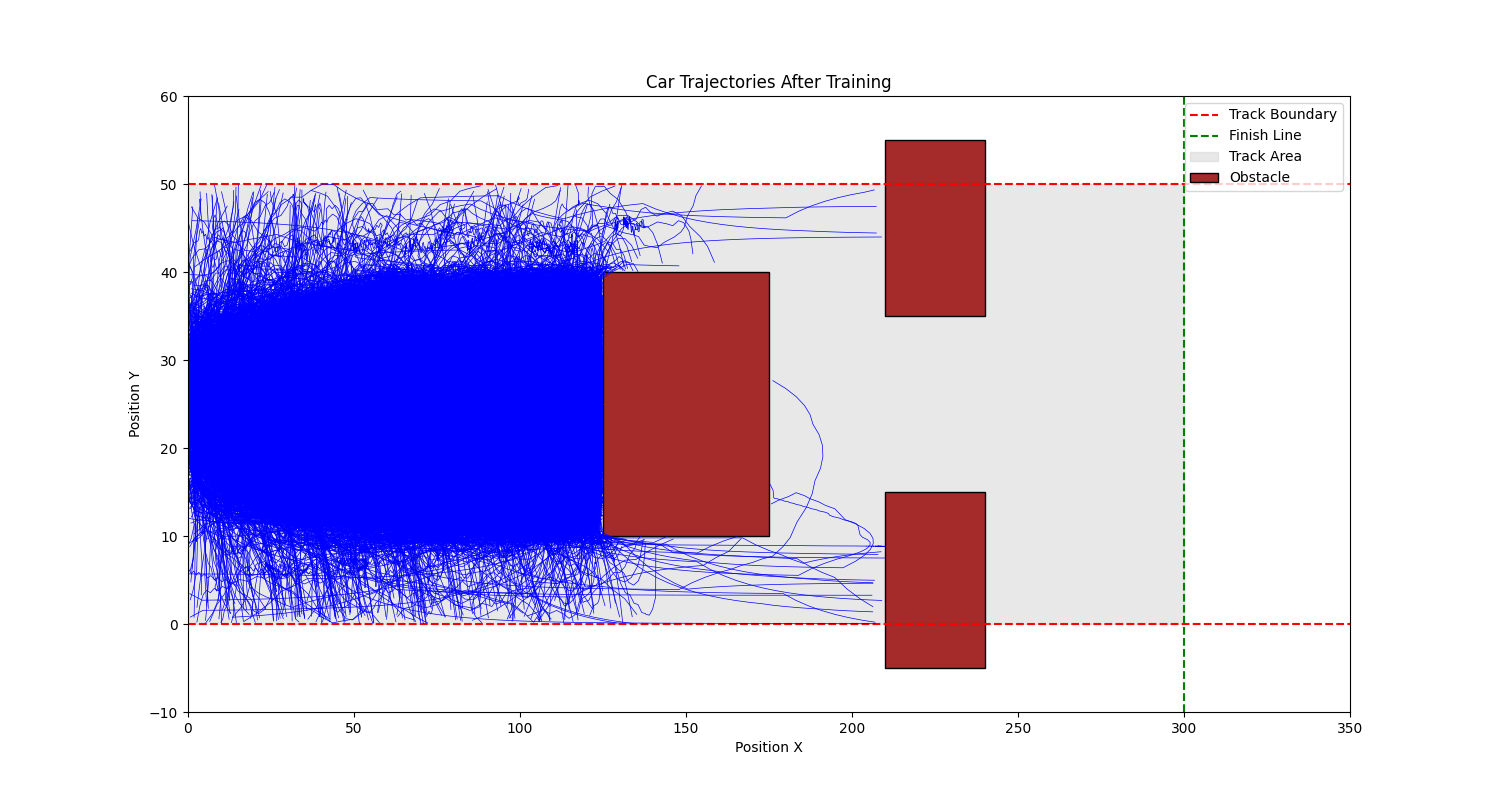 Car Trajectories After Training
Track Boundary
Finish Line
Track Area
Obstacle
Position Y
60
50
40
30
20
10
0
−10
0 50 100 150 200 250 300 350
Position X